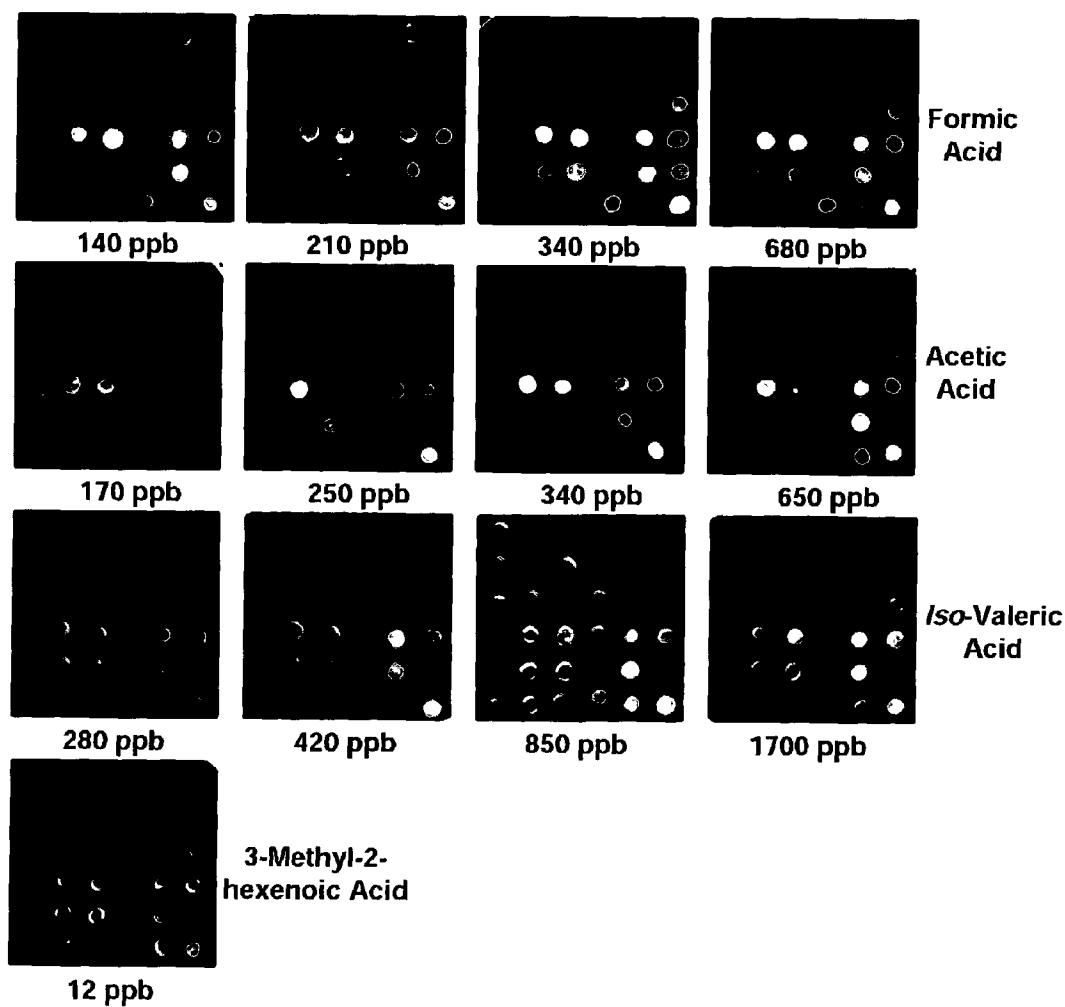 Formic
Acid
140 ppb
210 ppb
340 ppb
680 ppb
Acetic
Acid
170 ppb
250 ppb
340 ppb
650 ppb
Iso-Valeric
Acid
280 ppb
420 ppb
850 ppb
1700 ppb
3-Methyl-2-
hexenoic Acid
12 ppb